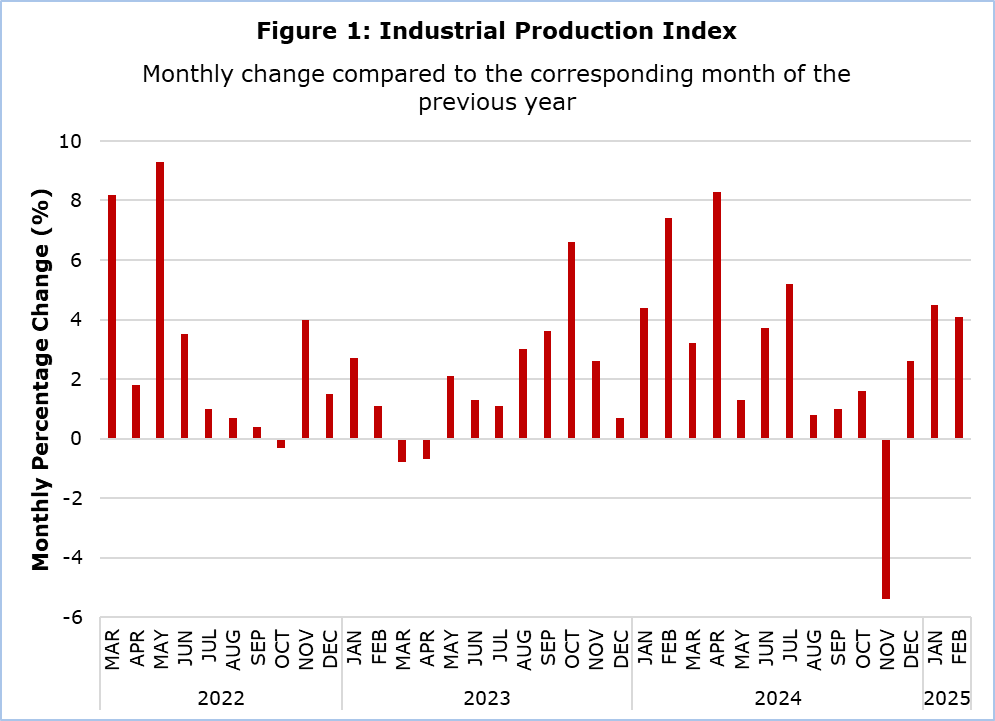 Figure 1: Industrial Production Index
Monthly change compared to the corresponding month of the
previous year
Monthly Percentage Change (%)
10
8
6
4
2
0
-2
-4
-6
MAR APR MAY JUN JUL AUG SEP OCT NOV DEC JAN FEB MAR APR MAY JUN JUL AUG SEP OCT NOV DEC JAN FEB MAR APR MAY JUN JUL AUG SEP OCT NOV DEC JAN FEB
2022 2023 2024 2025